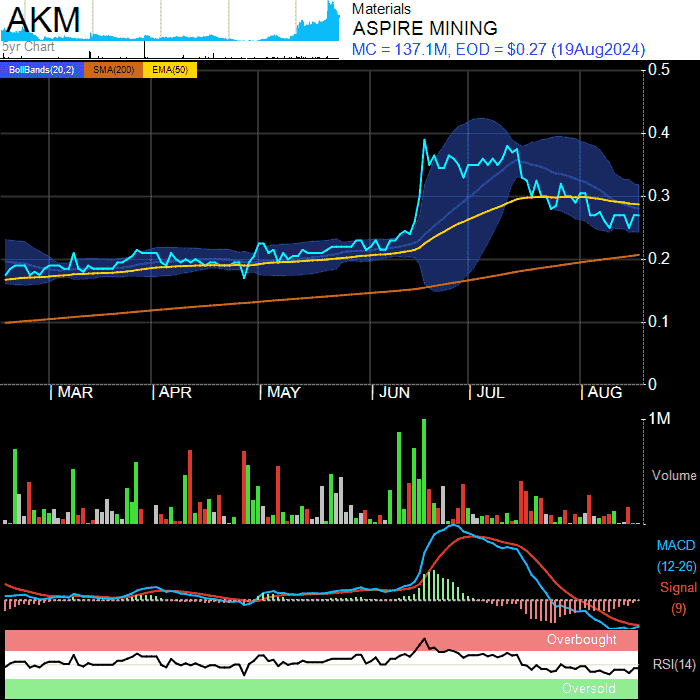 AKM
5yr Chart
Materials
ASPIRE MINING
MC = 137.1M, EOD = $0.27 (19Aug2024)
BollBands(20,2) SMA(200) EMA(50)
0.5
0.4
0.3
0.2
0.1
0
MAR APR MAY JUN JUL AUG
1M
Volume
MACD
(12-26)
Signal
(9)
Overbought
RSI(14)
Oversold